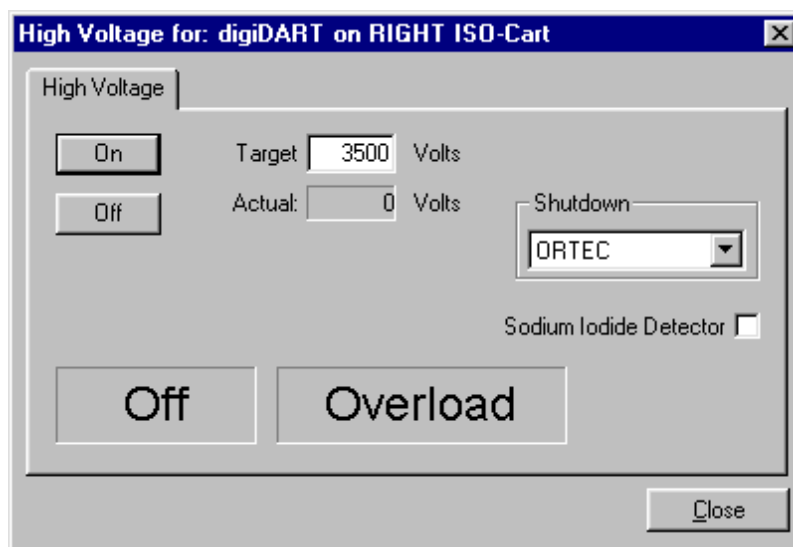 High Voltage for: digiDART on RIGHT ISO-Cart
High Voltage
On
Target 3500 Volts
Off
Actual: 0 Volts
Shutdown
ORTEC
Sodium Iodide Detector
Off
Overload
Close